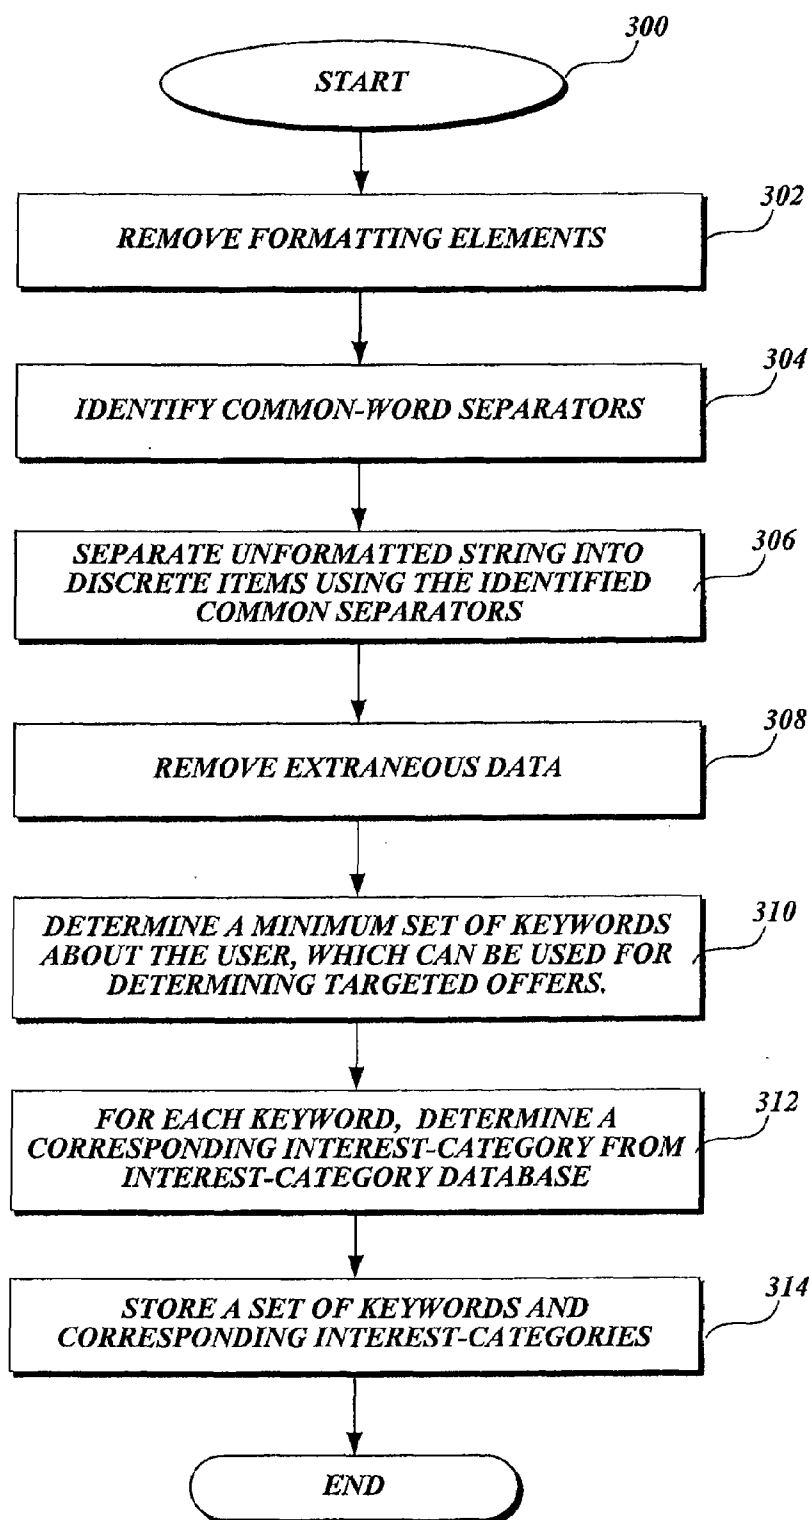 300
START
302
REMOVE FORMATTING ELEMENTS
304
IDENTIFY COMMON-WORD SEPARATORS
306
SEPARATE UNFORMATTED STRING INTO
DISCRETE ITEMS USING THE IDENTIFIED
COMMON SEPARATORS
308
REMOVE EXTRANEOUS DATA
310
DETERMINE A MINIMUM SET OF KEYWORDS
ABOUT THE USER, WHICH CAN BE USED FOR
DETERMINING TARGETED OFFERS.
312
FOR EACH KEYWORD, DETERMINE A
CORRESPONDING INTEREST-CATEGORY FROM
INTEREST-CATEGORY DATABASE
314
STORE A SET OF KEYWORDS AND
CORRESPONDING INTEREST-CATEGORIES
END